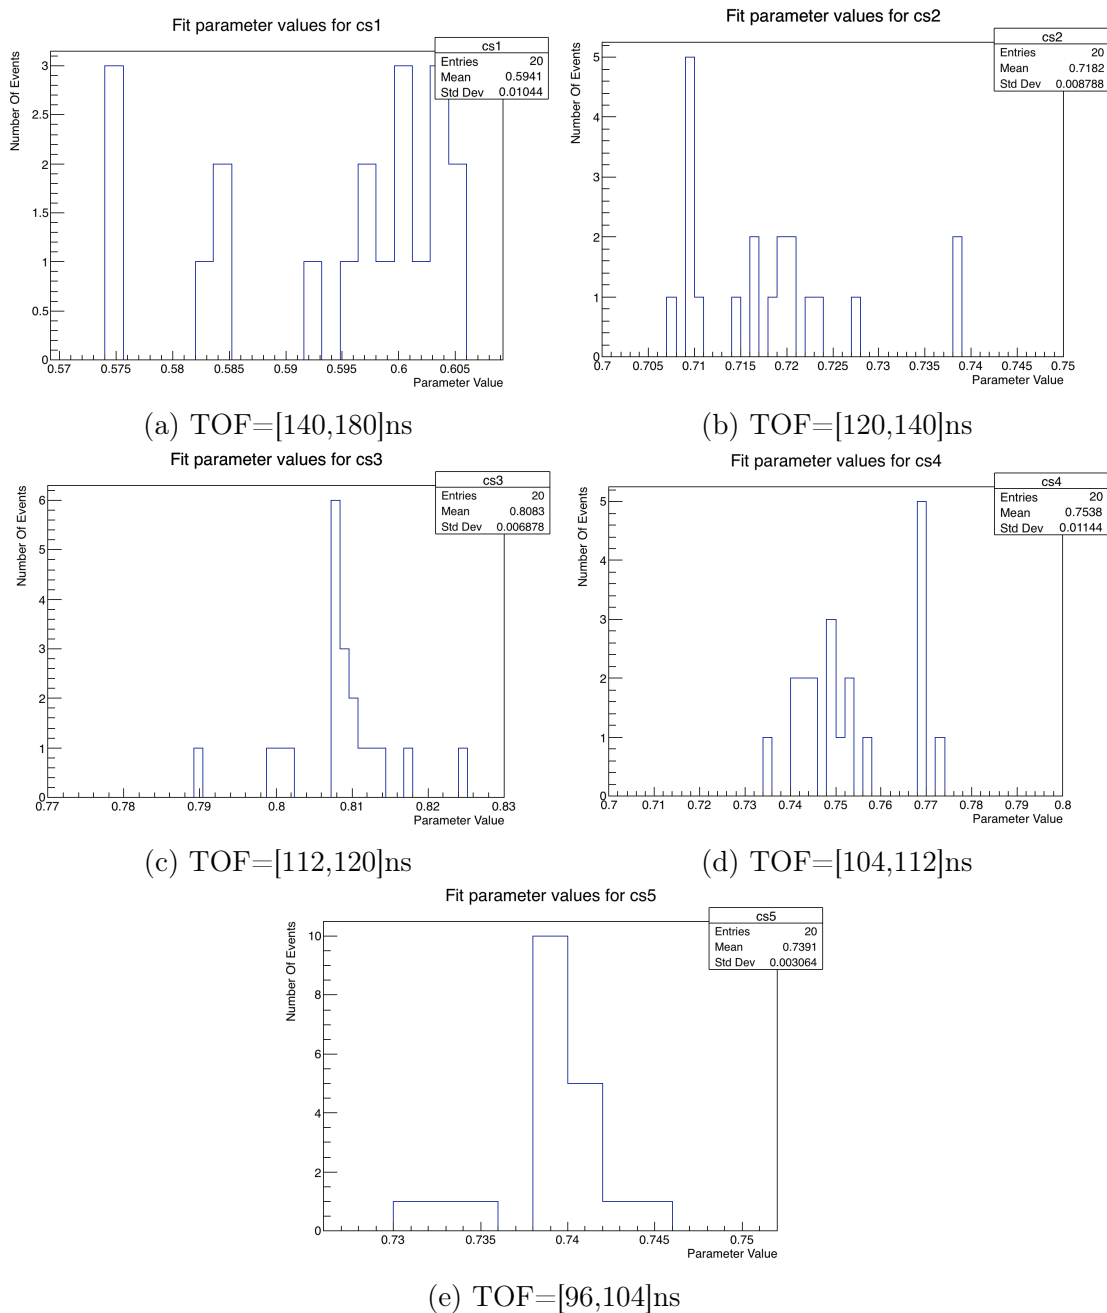 Fit parameter values for cs1
Number Of Events
cs1
Entries 20
Mean 0.5941
Std Dev 0.01044
3
2.5
2
1.5
1
0.5
0
0.57 0.575 0.58 0.585 0.59 0.595 0.6 0.605
Parameter Value
(a) TOF=[140,180]ns
Fit parameter values for cs2
Number Of Events
cs2
Entries 20
Mean 0.7182
Std Dev 0.008788
5
4
3
2
1
0
0.7 0.705 0.71 0.715 0.72 0.725 0.73 0.735 0.74 0.745 0.75
Parameter Value
(b) TOF=[120,140]ns
Fit parameter values for cs3
Number Of Events
cs3
Entries 20
Mean 0.8083
Std Dev 0.006878
6
5
4
3
2
1
0
0.77 0.78 0.79 0.8 0.81 0.82 0.83
Parameter Value
(c) TOF=[112,120]ns
Fit parameter values for cs4
Number Of Events
cs4
Entries 20
Mean 0.7538
Std Dev 0.01144
5
4
3
2
1
0
0.7 0.71 0.72 0.73 0.74 0.75 0.76 0.77 0.78 0.79 0.8
Parameter Value
(d) TOF=[104,112]ns
Fit parameter values for cs5
Number Of Events
cs5
Entries 20
Mean 0.7391
Std Dev 0.003064
10
8
6
4
2
0
0.73 0.735 0.74 0.745 0.75
Parameter Value
(e) TOF=[96,104]ns